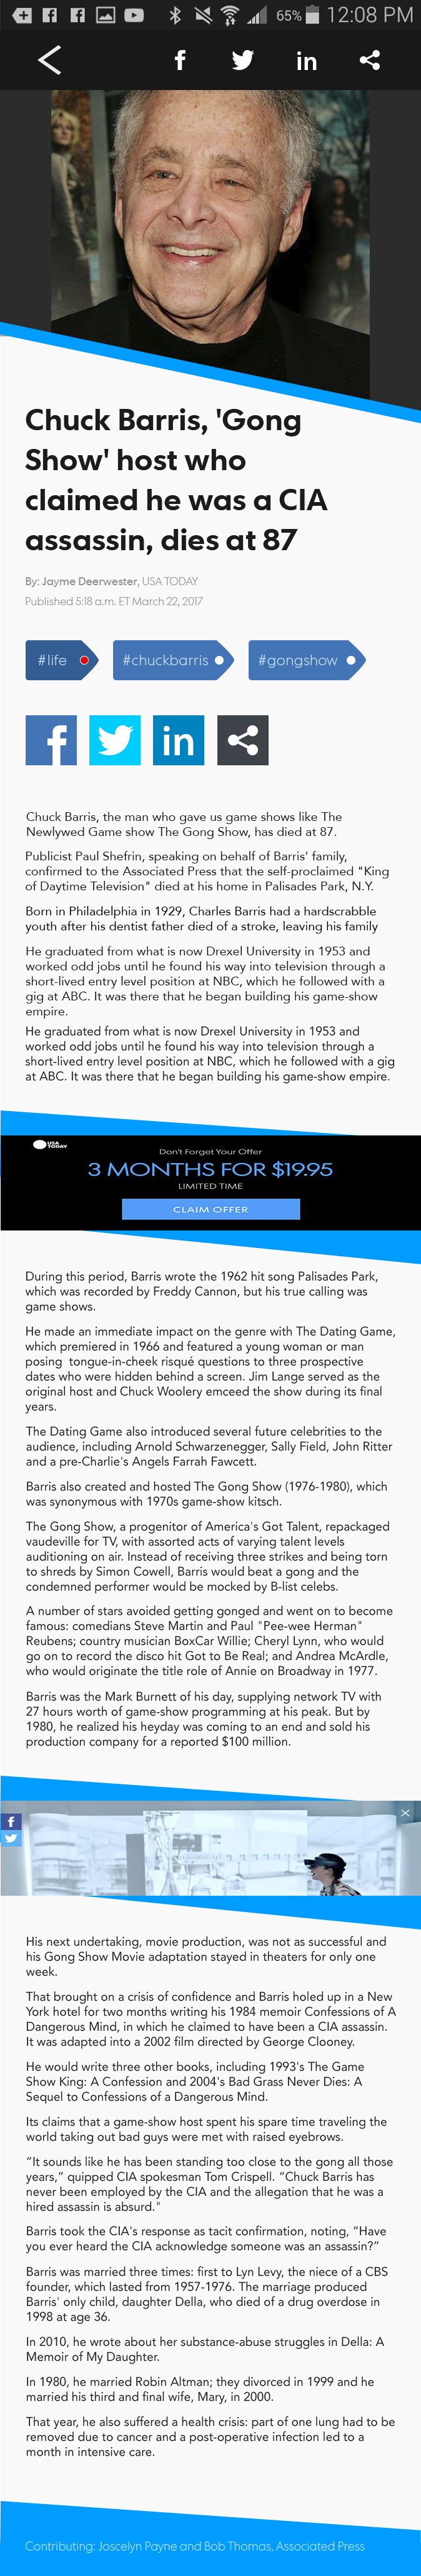 65% 12:08 PM
Chuck Barris, 'Gong
Show' host who
claimed he was a CIA
assassin, dies at 87
By: Jayme Deerwester, USA TODAY
Published 5:18 a.m. ET March 22, 2017
#life #chuckbarris #gongshow
Chuck Barris, the man who gave us game shows like The
Newlywed Game show The Gong Show, has died at 87.
Publicist Paul Shefrin, speaking on behalf of Barris' family,
confirmed to the Associated Press that the self-proclaimed "King
of Daytime Television" died at his home in Palisades Park, N.Y.
Born in Philadelphia in 1929, Charles Barris had a hardscrabble
youth after his dentist father died of a stroke, leaving his family
He graduated from what is now Drexel University in 1953 and
worked odd jobs until he found his way into television through a
short-lived entry level position at NBC, which he followed with a
gig at ABC. It was there that he began building his game-show
empire.
He graduated from what is now Drexel University in 1953 and
worked odd jobs until he found his way into television through a
short-lived entry level position at NBC, which he followed with a gig
at ABC. It was there that he began building his game-show empire.
USA
TODAY
Don't Forget Your Offer
3 MONTHS FOR $19.95
LIMITED TIME
CLAIM OFFER
During this period, Barris wrote the 1962 hit song Palisades Park,
which was recorded by Freddy Cannon, but his true calling was
game shows.
He made an immediate impact on the genre with The Dating Game,
which premiered in 1966 and featured a young woman or man
posing tongue-in-cheek risqué questions to three prospective
dates who were hidden behind a screen. Jim Lange served as the
original host and Chuck Woolery emceed the show during its final
years.
The Dating Game also introduced several future celebrities to the
audience, including Arnold Schwarzenegger, Sally Field, John Ritter
and a pre-Charlie's Angels Farrah Fawcett.
Barris also created and hosted The Gong Show (1976-1980), which
was synonymous with 1970s game-show kitsch.
The Gong Show, a progenitor of America's Got Talent, repackaged
vaudeville for TV, with assorted acts of varying talent levels
auditioning on air. Instead of receiving three strikes and being torn
to shreds by Simon Cowell, Barris would beat a gong and the
condemned performer would be mocked by B-list celebs.
A number of stars avoided getting gonged and went on to become
famous: comedians Steve Martin and Paul "Pee-wee Herman"
Reubens; country musician BoxCar Willie; Cheryl Lynn, who would
go on to record the disco hit Got to Be Real; and Andrea McArdle,
who would originate the title role of Annie on Broadway in 1977.
Barris was the Mark Burnett of his day, supplying network TV with
27 hours worth of game-show programming at his peak. But by
1980, he realized his heyday was coming to an end and sold his
production company for a reported $100 million.
His next undertaking, movie production, was not as successful and
his Gong Show Movie adaptation stayed in theaters for only one
week.
That brought on a crisis of confidence and Barris holed up in a New
York hotel for two months writing his 1984 memoir Confessions of A
Dangerous Mind, in which he claimed to have been a CIA assassin.
It was adapted into a 2002 film directed by George Clooney.
He would write three other books, including 1993's The Game
Show King: A Confession and 2004's Bad Grass Never Dies: A
Sequel to Confessions of a Dangerous Mind.
Its claims that a game-show host spent his spare time traveling the
world taking out bad guys were met with raised eyebrows.
“It sounds like he has been standing too close to the gong all those
years,” quipped CIA spokesman Tom Crispell. “Chuck Barris has
never been employed by the CIA and the allegation that he was a
hired assassin is absurd."
Barris took the CIA's response as tacit confirmation, noting, “Have
you ever heard the CIA acknowledge someone was an assassin?”
Barris was married three times: first to Lyn Levy, the niece of a CBS
founder, which lasted from 1957-1976. The marriage produced
Barris' only child, daughter Della, who died of a drug overdose in
1998 at age 36.
In 2010, he wrote about her substance-abuse struggles in Della: A
Memoir of My Daughter.
In 1980, he married Robin Altman; they divorced in 1999 and he
married his third and final wife, Mary, in 2000.
That year, he also suffered a health crisis: part of one lung had to be
removed due to cancer and a post-operative infection led to a
month in intensive care.
Contributing: Joscelyn Payne and Bob Thomas, Associated Press